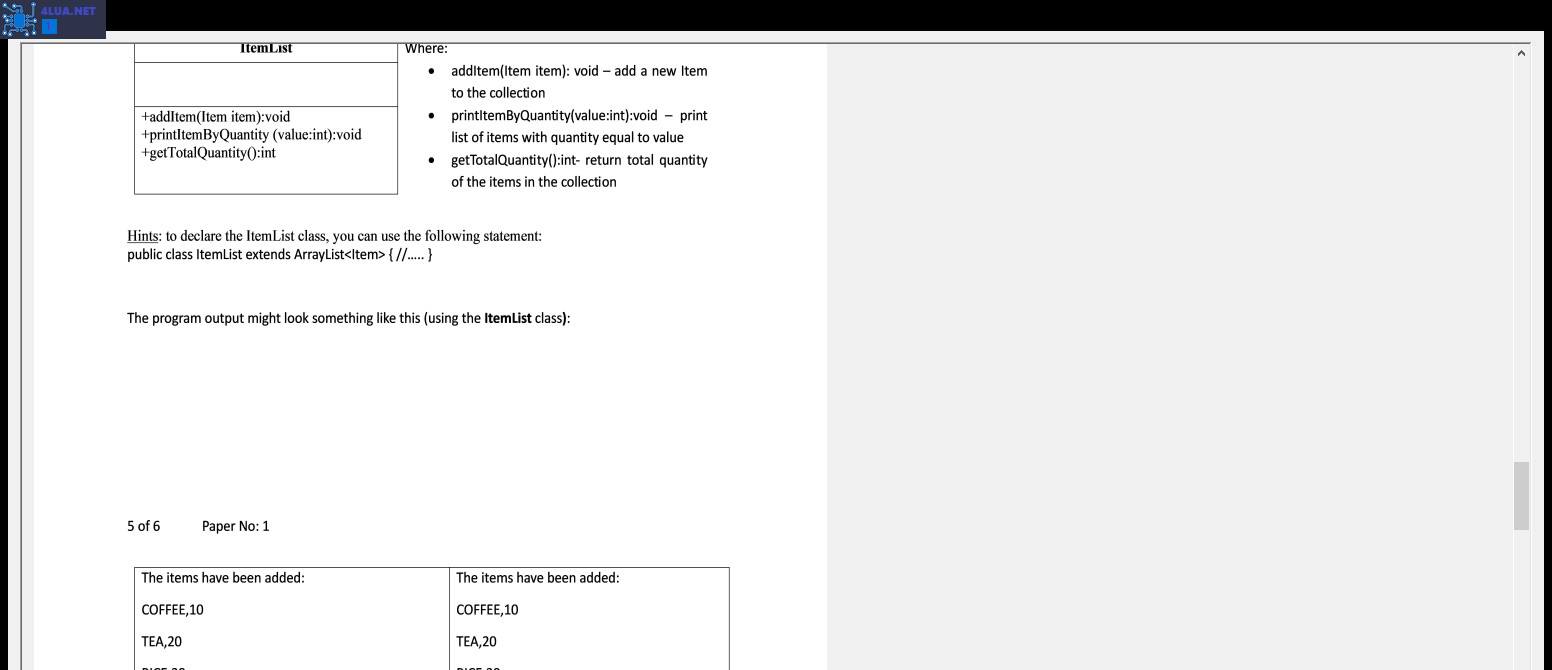 4LUA.NET
ItemList
+addItem(Item item):void
+printItemByQuantity (value:int):void
+getTotalQuantity():int
Where:
• addItem(Item item): void – add a new Item
to the collection
• printItemByQuantity(value:int):void – print
list of items with quantity equal to value
• getTotalQuantity():int- return total quantity
of the items in the collection
Hints: to declare the ItemList class, you can use the following statement:
public class ItemList extends ArrayList<Item> { //..... }
The program output might look something like this (using the ItemList class):
5 of 6 Paper No: 1
The items have been added:
COFFEE,10
TEA,20
The items have been added:
COFFEE,10
TEA,20